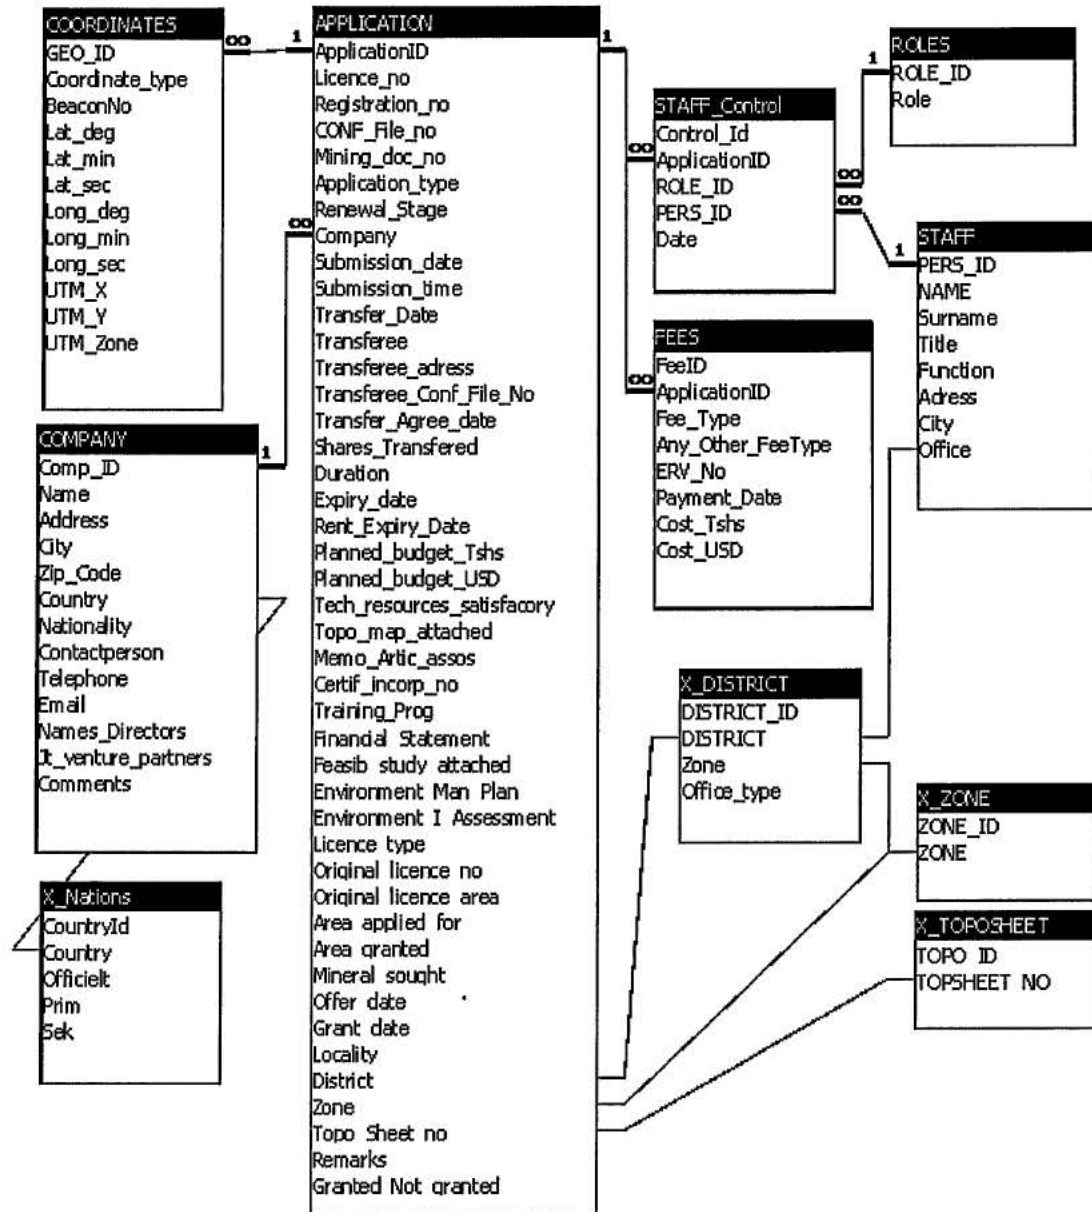 COORDINATES
GEO_ID
Coordinate_type
BeaconNo
Lat_deg
Lat_min
Lat_sec
Long_deg
Long_min
Long_sec
UTM_X
UTM_Y
UTM_Zone
∞
1
APPLICATION
ApplicationID
Licence_no
Registration_no
CONF_File_no
Mining_doc_no
Application_type
Renewal_Stage
Company
Submission_date
Submission_time
Transfer_Date
Transferee
Transferee_adress
Transferee_Conf_File_No
Transfer_Agree_date
Shares_Transfered
Duration
Expiry_date
Rent_Expiry_Date
Planned_budget_Tshs
Planned_budget_USD
Tech_resources_satisfacory
Topo_map_attached
Memo_Artic_assos
Certif_incorp_no
Training_Prog
Financial Statement
Feasib study attached
Environment Man Plan
Environment I Assessment
Licence type
Original licence no
Original licence area
Area applied for
Area granted
Mineral sought
Offer date
Grant date
Locality
District
Zone
Topo Sheet no
Remarks
Granted Not granted
1
∞
∞
∞
1
COMPANY
Comp_ID
Name
Address
City
Zip_Code
Country
Nationality
Contactperson
Telephone
Email
Names_Directors
Jt_venture_partners
Comments
X_Nations
CountryId
Country
Officielt
Prim
Sek
STAFF_Control
Control_Id
ApplicationID
ROLE_ID
PERS_ID
Date
∞
∞
1
1
ROLES
ROLE_ID
Role
STAFF
PERS_ID
NAME
Surname
Title
Function
Adress
City
Office
FEES
FeeID
ApplicationID
Fee_Type
Any_Other_FeeType
ERV_No
Payment_Date
Cost_Tshs
Cost_USD
X_DISTRICT
DISTRICT_ID
DISTRICT
Zone
Office_type
X_ZONE
ZONE_ID
ZONE
X_TOPOSHEET
TOPO ID
TOPSHEET NO